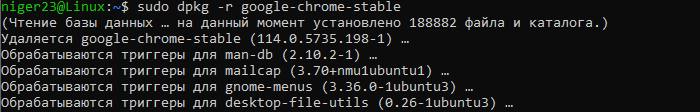 niger23@Linux:~$ sudo dpkg -r google-chrome-stable
(Чтение базы данных … на данный момент установлено 188882 файла и каталога.)
Удаляется google-chrome-stable (114.0.5735.198-1) …
Обрабатываются триггеры для man-db (2.10.2-1) …
Обрабатываются триггеры для mailcap (3.70+nmu1ubuntu1) …
Обрабатываются триггеры для gnome-menus (3.36.0-1ubuntu3) …
Обрабатываются триггеры для desktop-file-utils (0.26-1ubuntu3) …